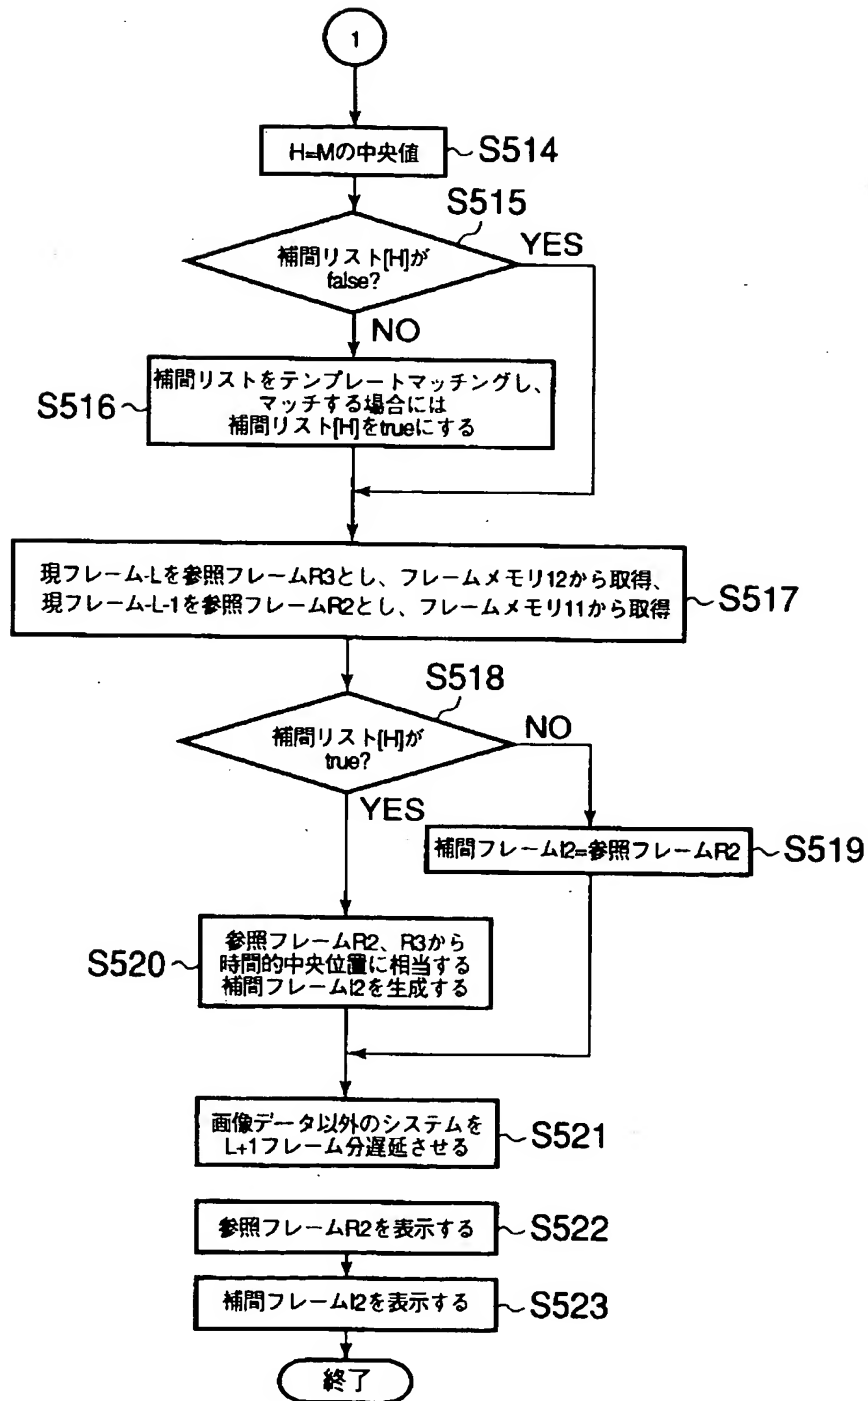 1
H=Mの中央値
S514
S515
補間リスト[H]が
false?
YES
NO
S516
補間リストをテンプレートマッチングし、
マッチする場合には
補間リスト[H]をtrueにする
現フレーム-Lを参照フレームR3とし、フレームメモリ12から取得、
現フレーム-L-1を参照フレームR2とし、フレームメモリ11から取得
S517
S518
補間リスト[H]が
true?
NO
YES
補間フレームI2=参照フレームR2
S519
S520
参照フレームR2、R3から
時間的中央位置に相当する
補間フレームI2を生成する
画像データ以外のシステムを
L+1フレーム分遅延させる
S521
参照フレームR2を表示する
S522
補間フレームI2を表示する
S523
終了